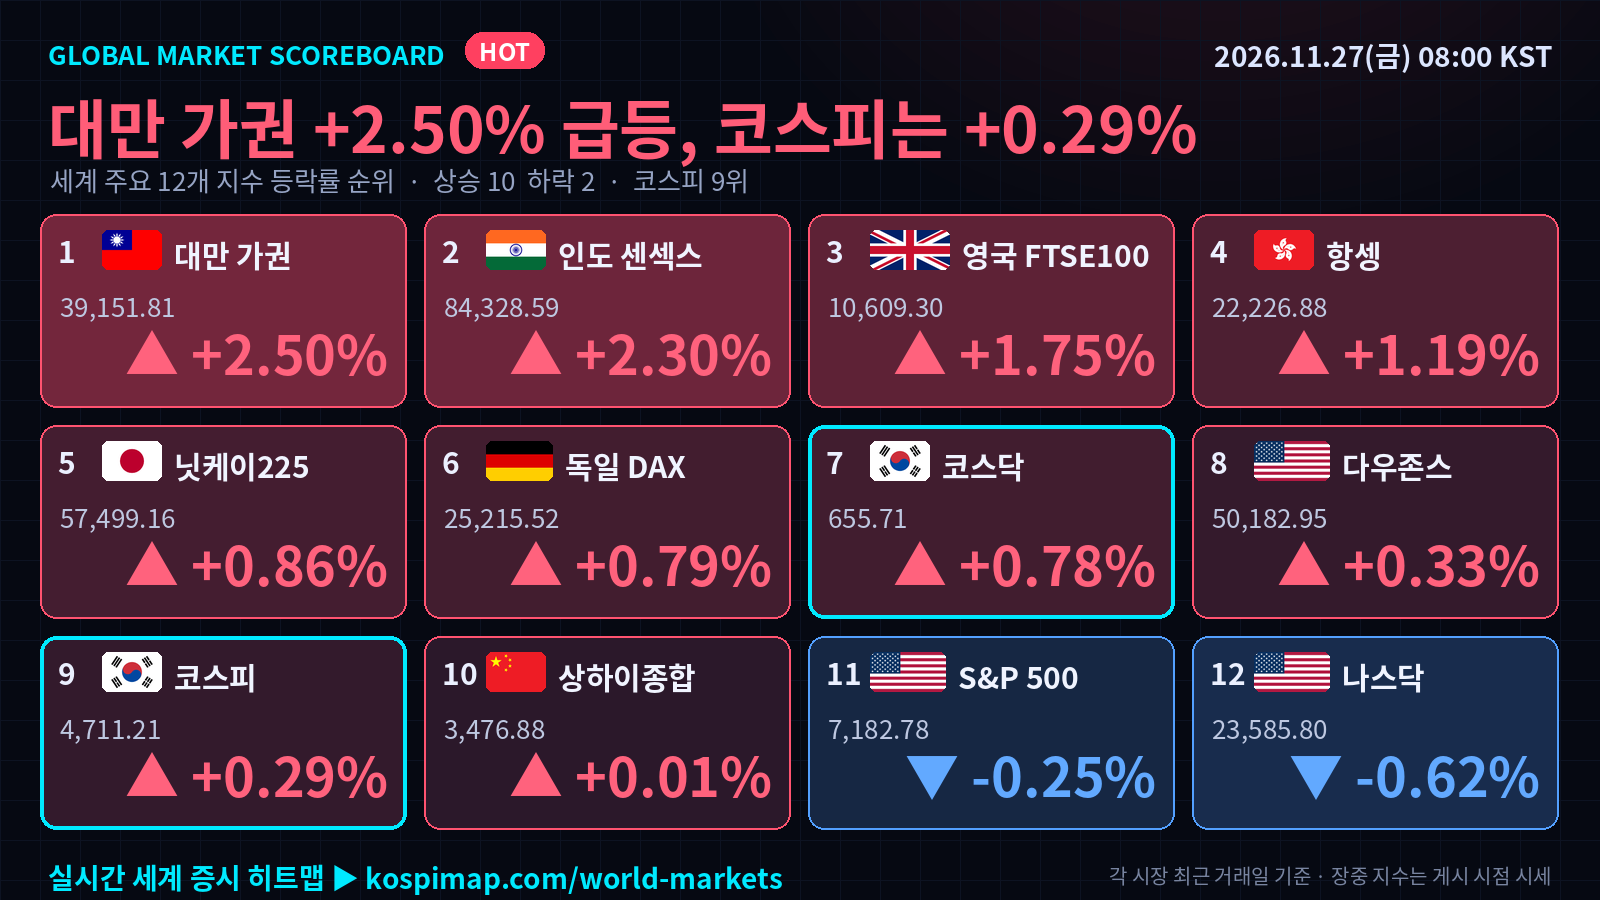 GLOBAL MARKET SCOREBOARD HOT 2026.11.27(금) 08:00 KST
대만 가권 +2.50% 급등, 코스피는 +0.29%
세계 주요 12개 지수 등락률 순위 · 상승 10 하락 2 · 코스피 9위
1 대만 가권
39,151.81
▲ +2.50%
2 인도 센섹스
84,328.59
▲ +2.30%
3 영국 FTSE100
10,609.30
▲ +1.75%
4 항셍
22,226.88
▲ +1.19%
5 닛케이225
57,499.16
▲ +0.86%
6 독일 DAX
25,215.52
▲ +0.79%
7 코스닥
655.71
▲ +0.78%
8 다우존스
50,182.95
▲ +0.33%
9 코스피
4,711.21
▲ +0.29%
10 상하이종합
3,476.88
▲ +0.01%
11 S&P 500
7,182.78
▼ -0.25%
12 나스닥
23,585.80
▼ -0.62%
실시간 세계 증시 히트맵 ▶ kospimap.com/world-markets
각 시장 최근 거래일 기준 · 장중 지수는 게시 시점 시세